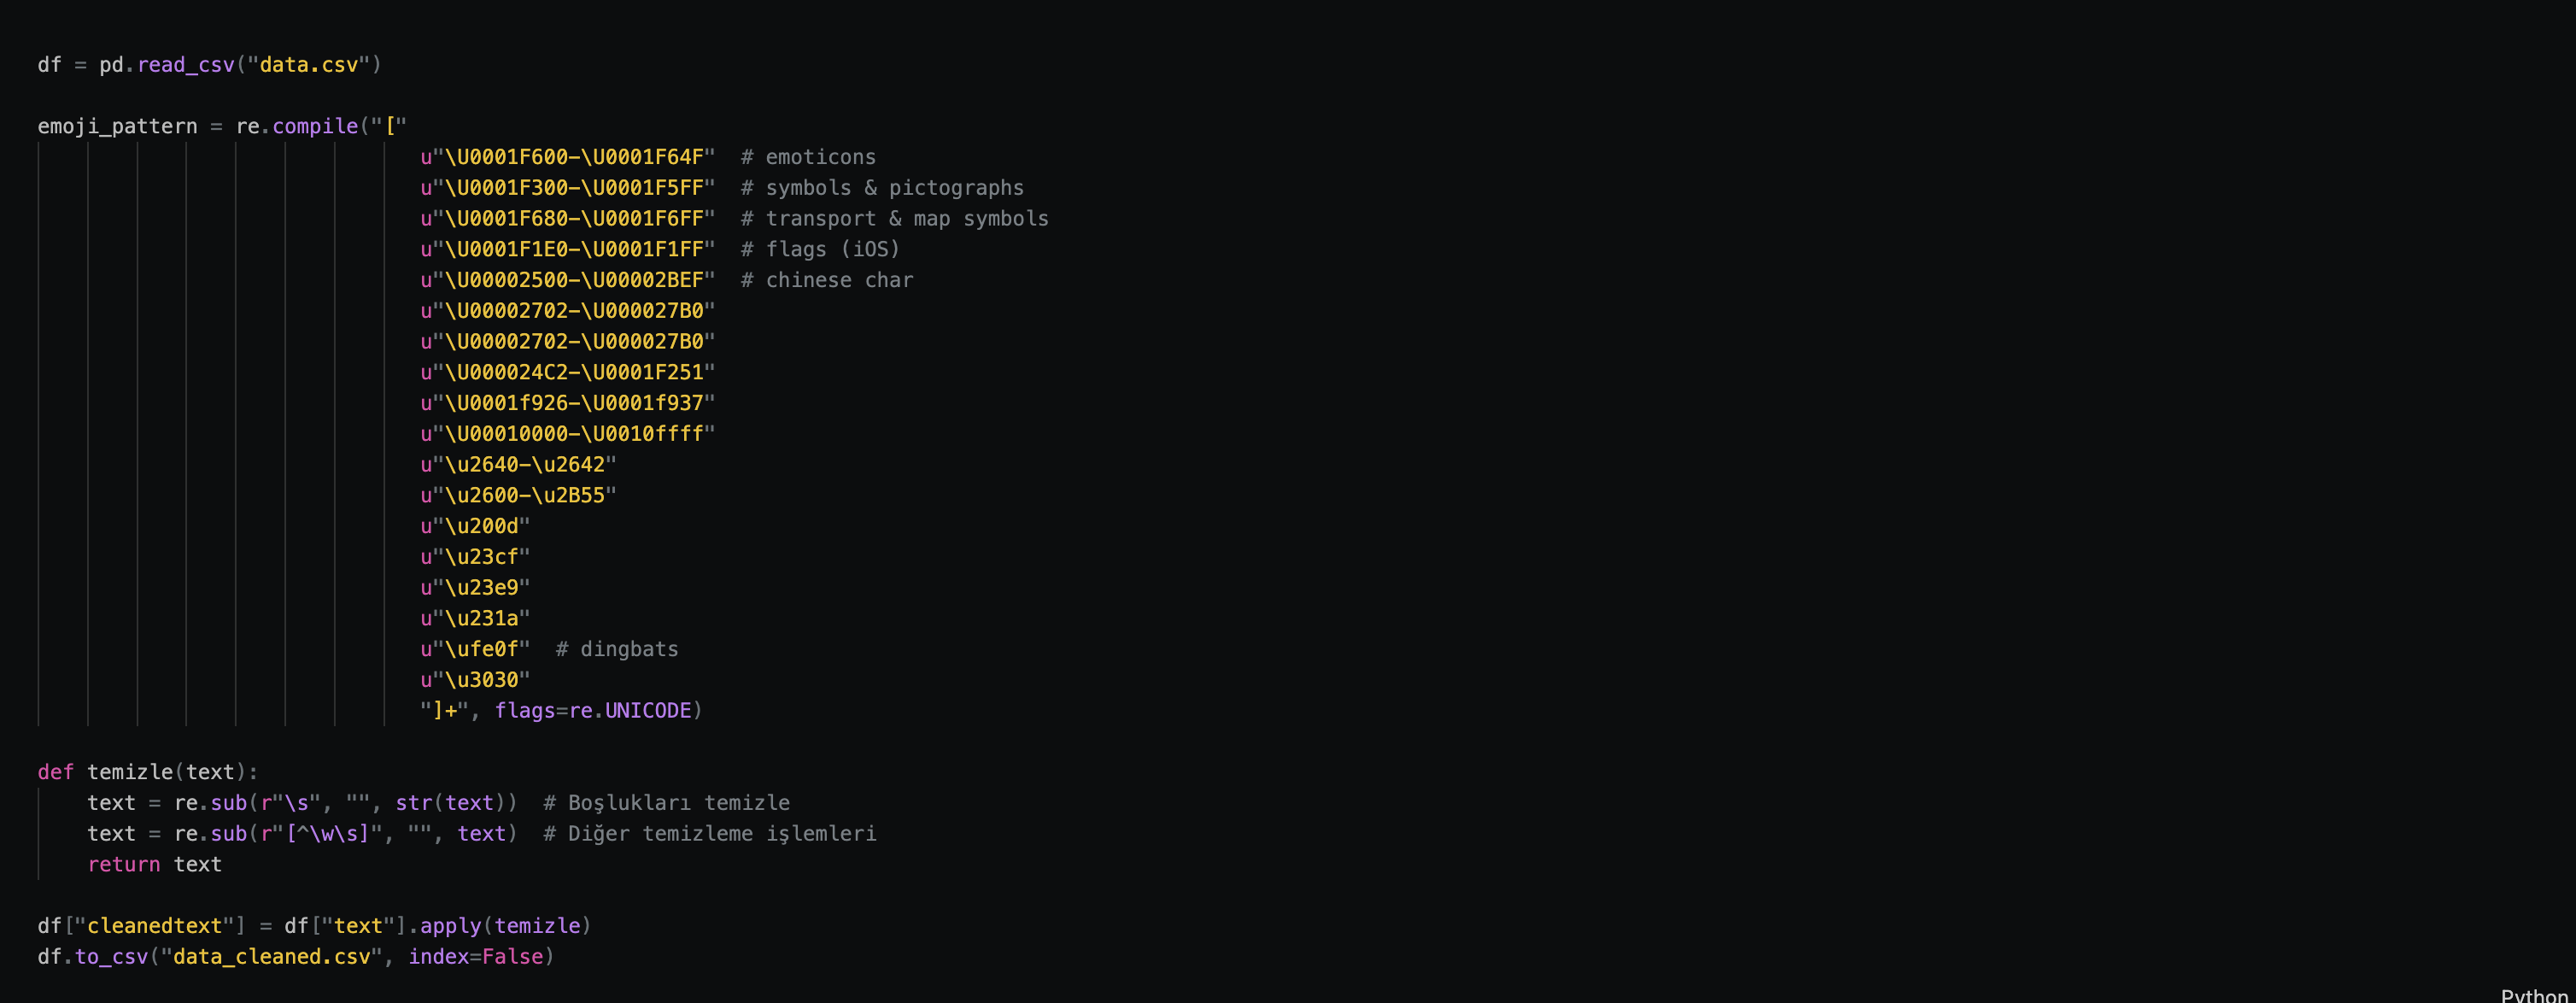 df = pd.read_csv("data.csv")
emoji_pattern = re.compile("["
u"\U0001F600-\U0001F64F"  # emoticons
u"\U0001F300-\U0001F5FF"  # symbols & pictographs
u"\U0001F680-\U0001F6FF"  # transport & map symbols
u"\U0001F1E0-\U0001F1FF"  # flags (iOS)
u"\U00002500-\U00002BEF"  # chinese char
u"\U00002702-\U000027B0"
u"\U00002702-\U000027B0"
u"\U000024C2-\U0001F251"
u"\U0001f926-\U0001f937"
u"\U00010000-\U0010ffff"
u"\u2640-\u2642"
u"\u2600-\u2B55"
u"\u200d"
u"\u23cf"
u"\u23e9"
u"\u231a"
u"\ufe0f"  # dingbats
u"\u3030"
"]+", flags=re.UNICODE)
def temizle(text):
    text = re.sub(r"\s", "", str(text))  # Boşlukları temizle
    text = re.sub(r"[^\w\s]", "", text)  # Diğer temizleme işlemleri
    return text
df["cleanedtext"] = df["text"].apply(temizle)
df.to_csv("data_cleaned.csv", index=False)
Python